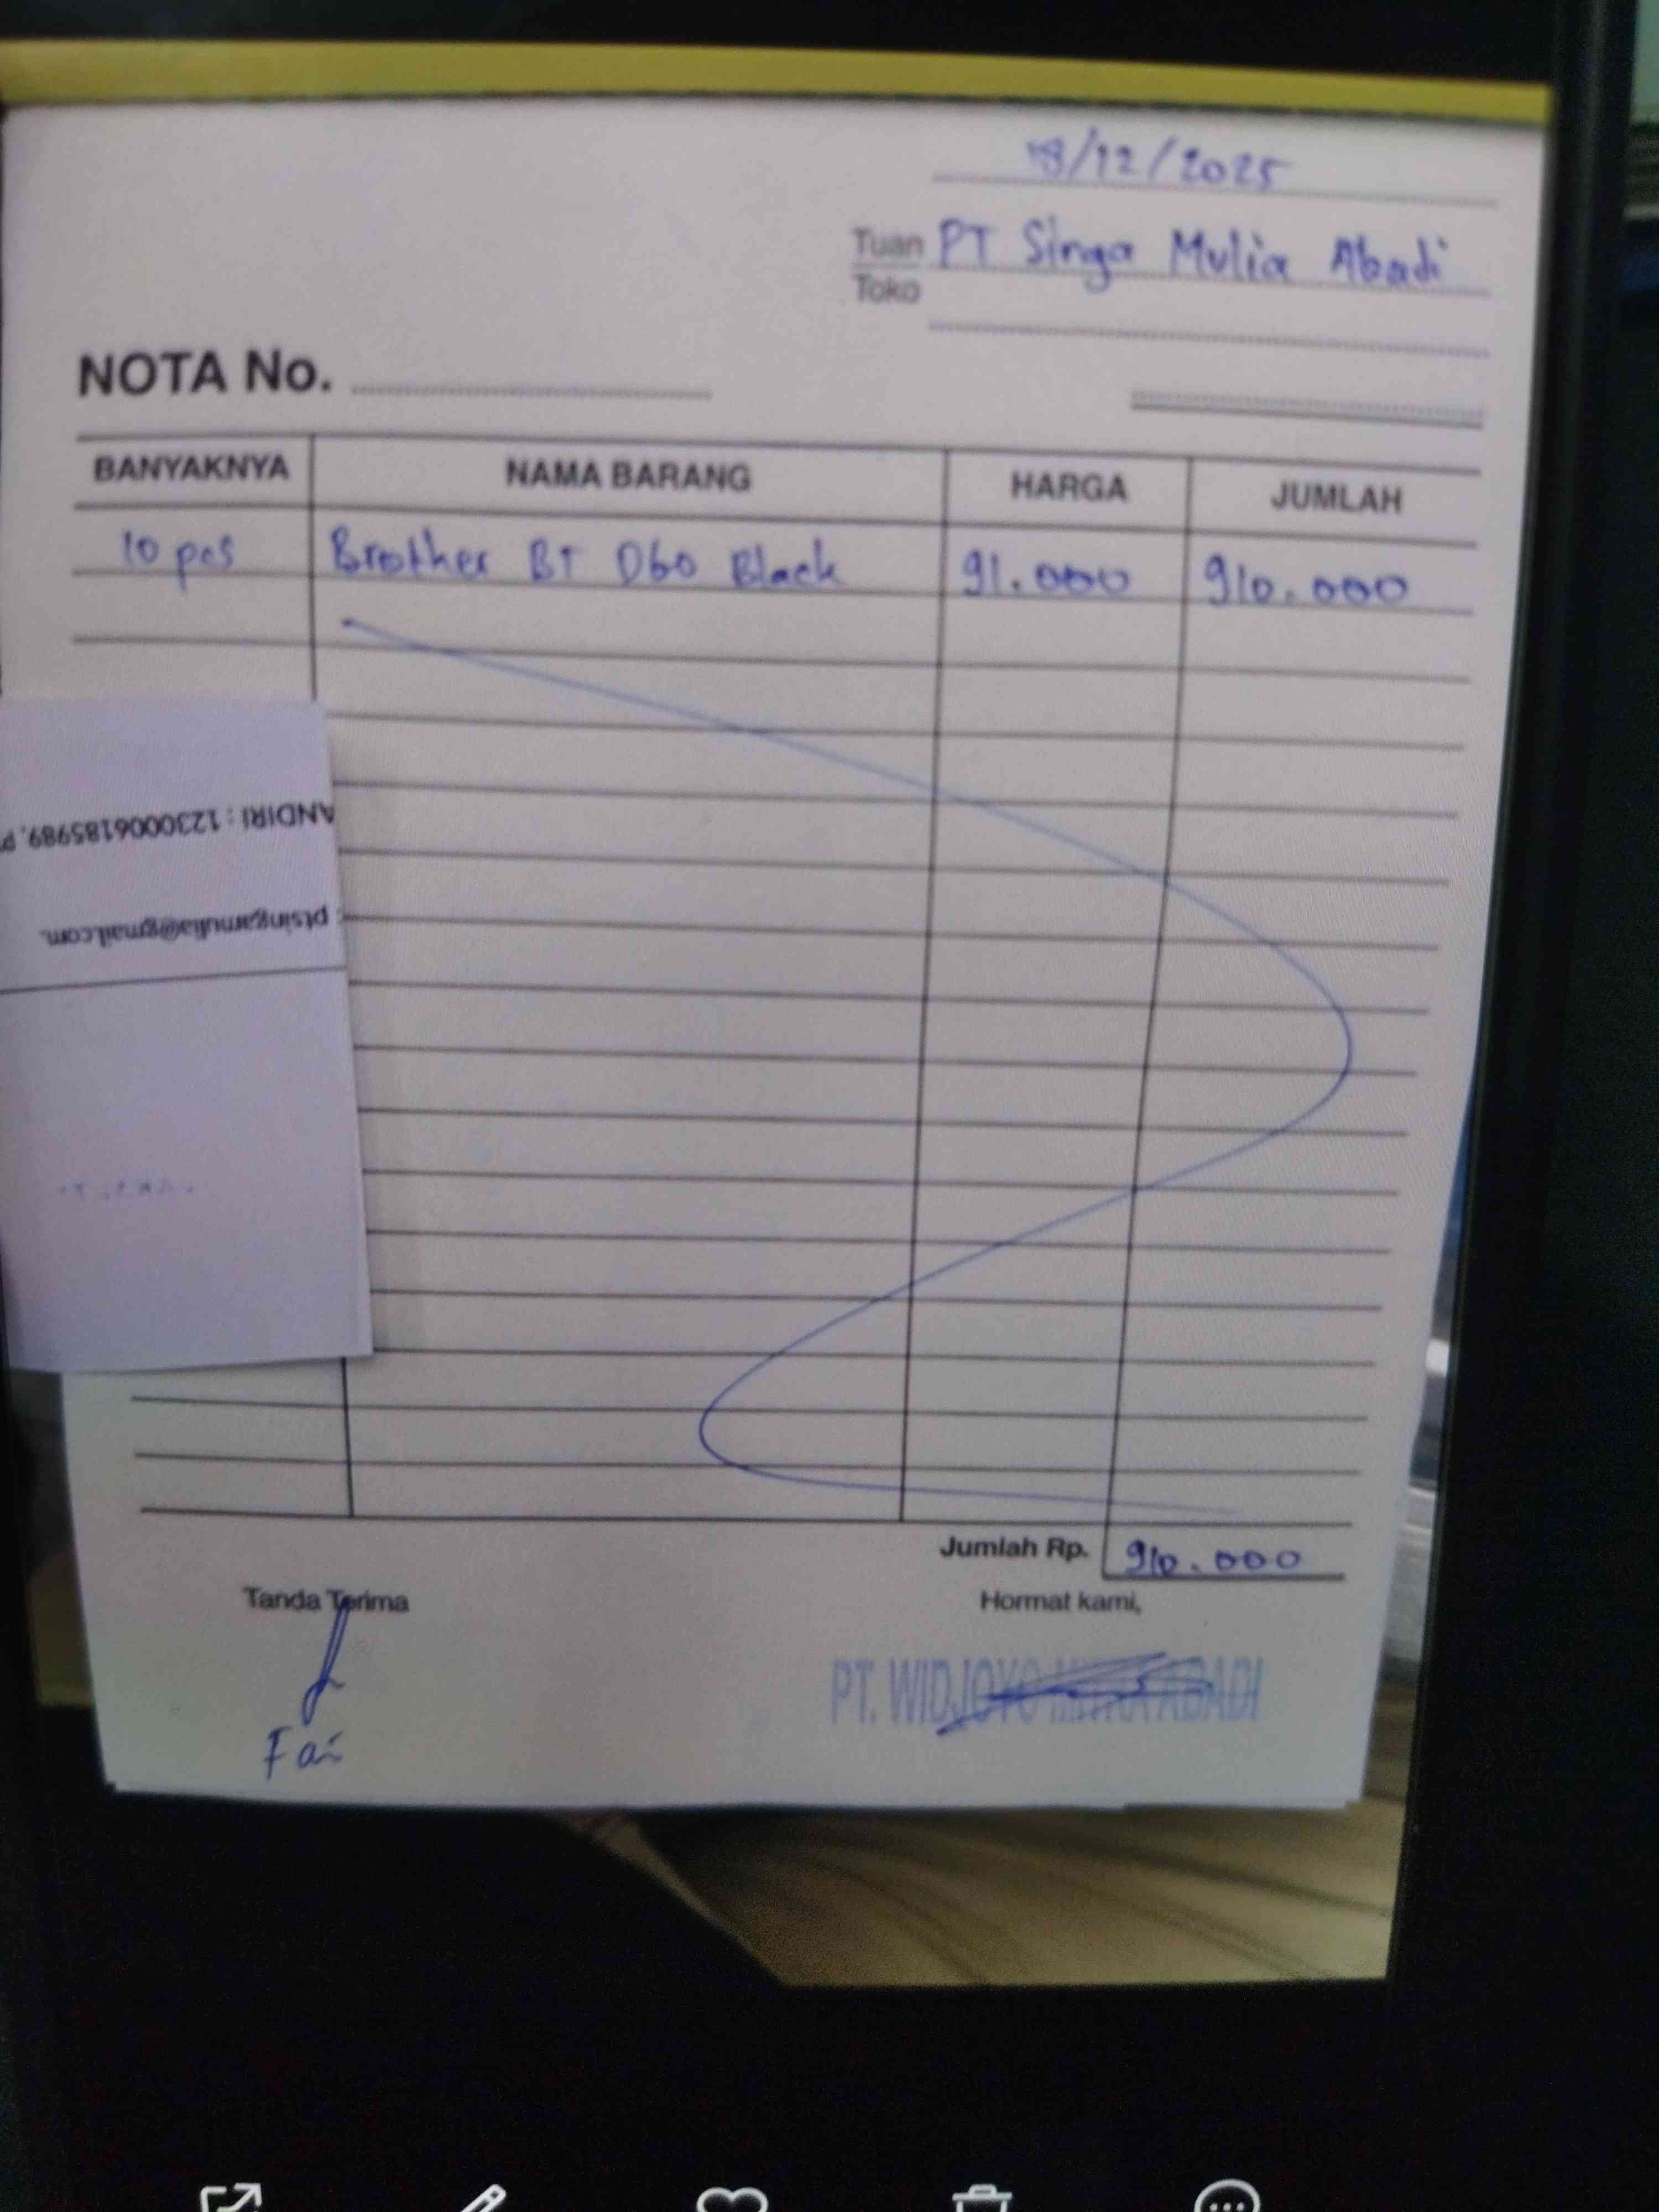 18/12/2025
Tuan PT Singa Mulia Abadi
Toko
NOTA No.
BANYAKNYA NAMA BARANG HARGA JUMLAH
10 pcs Brother BT D60 Black 91.000 910.000
ANDIRI : 1230006185989, P
: ptsingamulia@gmail.com.
Jumlah Rp. 910.000
Tanda Terima Hormat kami,
PT. WIDJOYO ABADI
Fai